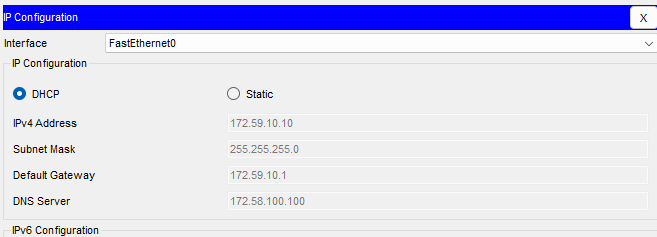 IP Configuration X
Interface FastEthernet0
IP Configuration
DHCP Static
IPv4 Address 172.59.10.10
Subnet Mask 255.255.255.0
Default Gateway 172.59.10.1
DNS Server 172.58.100.100
IPv6 Configuration